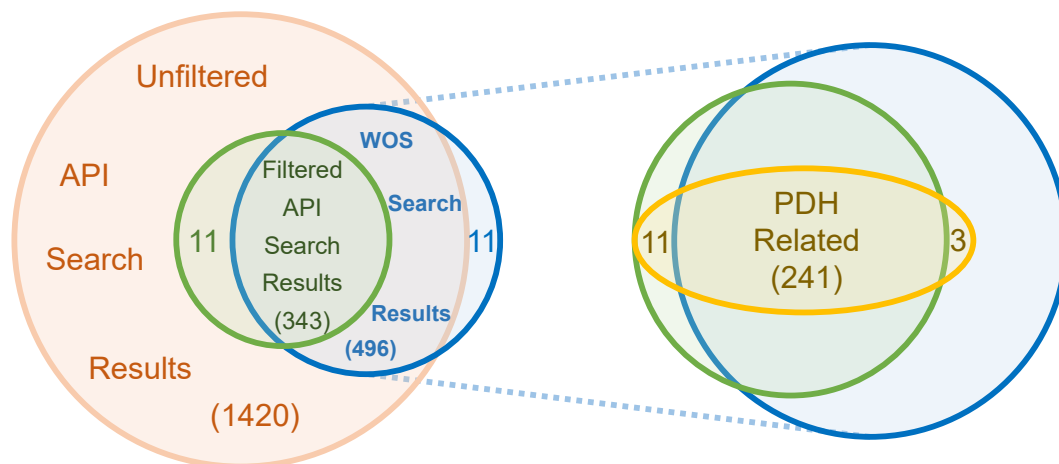 Unfiltered
API
Search
Results
(1420)
11
Filtered
API
Search
Results
(343)
WOS
Search
Results
(496)
11
11
PDH
Related
(241)
3